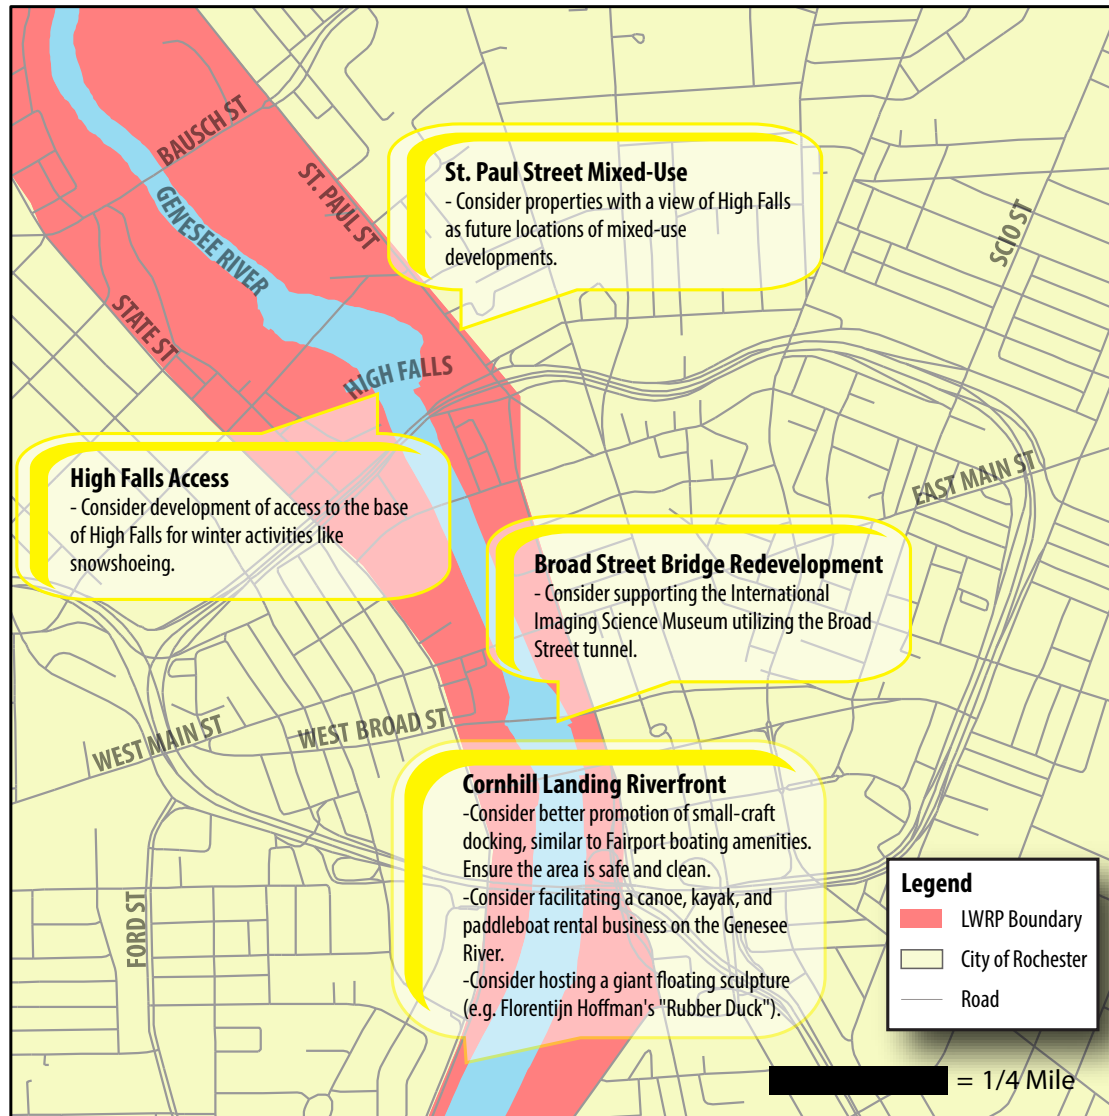 BAUSCH ST
ST. PAUL ST
GENESEE RIVER
STATE ST
HIGH FALLS
SCIO ST
EAST MAIN ST
St. Paul Street Mixed-Use
- Consider properties with a view of High Falls
as future locations of mixed-use
developments.
High Falls Access
- Consider development of access to the base
of High Falls for winter activities like
snowshoeing.
Broad Street Bridge Redevelopment
- Consider supporting the International
Imaging Science Museum utilizing the Broad
Street tunnel.
WEST MAIN ST
WEST BROAD ST
FORD ST
Cornhill Landing Riverfront
-Consider better promotion of small-craft
docking, similar to Fairport boating amenities.
Ensure the area is safe and clean.
-Consider facilitating a canoe, kayak, and
paddleboat rental business on the Genesee
River.
-Consider hosting a giant floating sculpture
(e.g. Florentijn Hoffman's "Rubber Duck").
Legend
LWRP Boundary
City of Rochester
Road
= 1/4 Mile